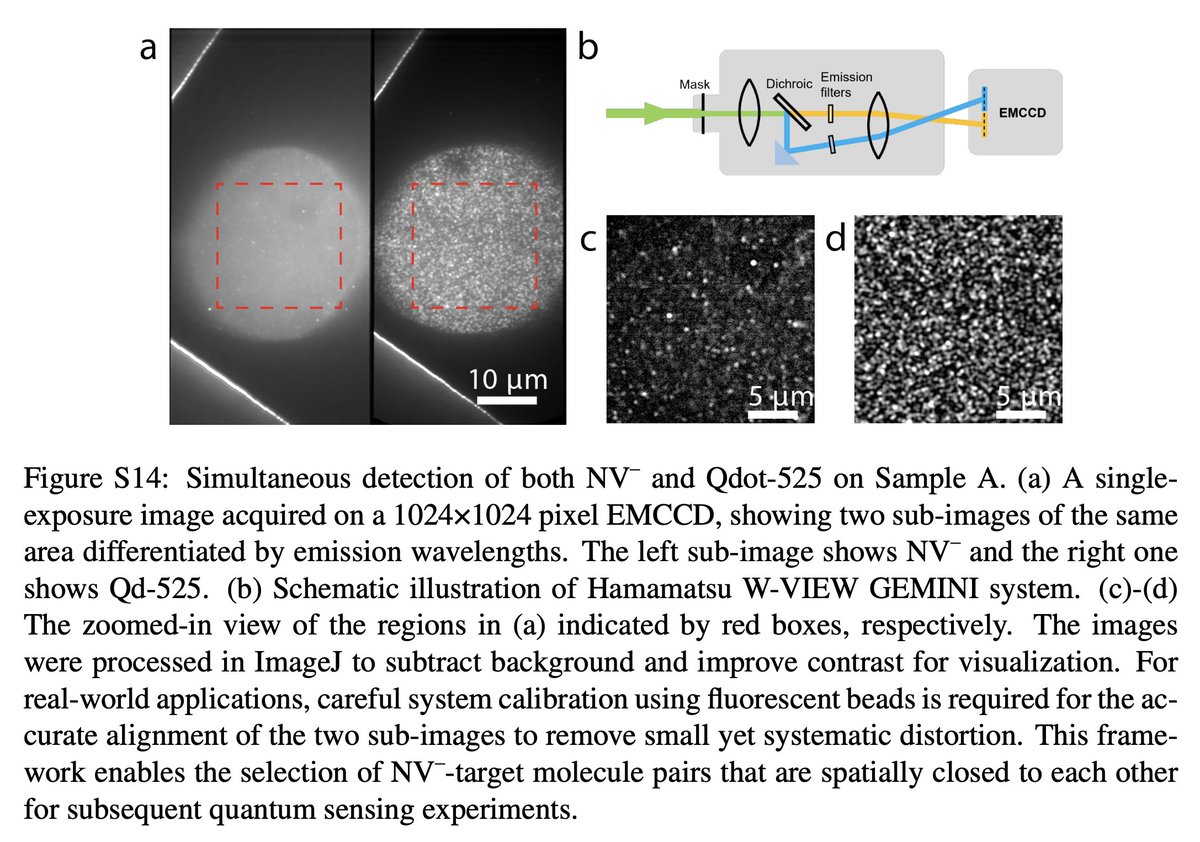 a
b
Mask
Dichroic
Emission
filters
EMCCD
c
d
10 μm
5 μm
5 μm
Figure S14: Simultaneous detection of both NV⁻ and Qdot-525 on Sample A. (a) A single-
exposure image acquired on a 1024×1024 pixel EMCCD, showing two sub-images of the same
area differentiated by emission wavelengths. The left sub-image shows NV⁻ and the right one
shows Qd-525. (b) Schematic illustration of Hamamatsu W-VIEW GEMINI system. (c)-(d)
The zoomed-in view of the regions in (a) indicated by red boxes, respectively. The images
were processed in ImageJ to subtract background and improve contrast for visualization. For
real-world applications, careful system calibration using fluorescent beads is required for the ac-
curate alignment of the two sub-images to remove small yet systematic distortion. This frame-
work enables the selection of NV⁻-target molecule pairs that are spatially closed to each other
for subsequent quantum sensing experiments.